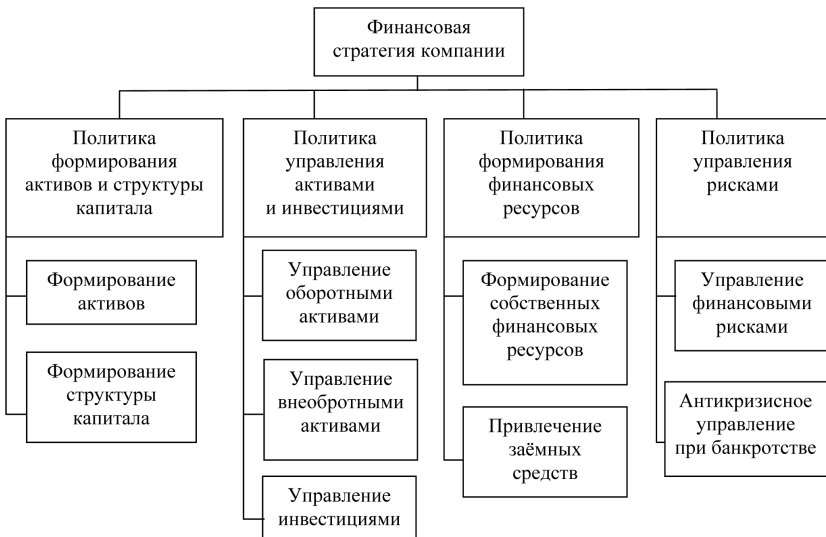 Финансовая
стратегия компании
Политика
формирования
активов и структуры
капитала
Политика
управления
активами
и инвестициями
Политика
формирования
финансовых
ресурсов
Политика
управления
рисками
Формирование
активов
Формирование
структуры
капитала
Управление
оборотными
активами
Управление
внеобротными
активами
Управление
инвестициями
Формирование
собственных
финансовых
ресурсов
Привлечение
заёмных
средств
Управление
финансовыми
рисками
Антикризисное
управление
при банкротстве